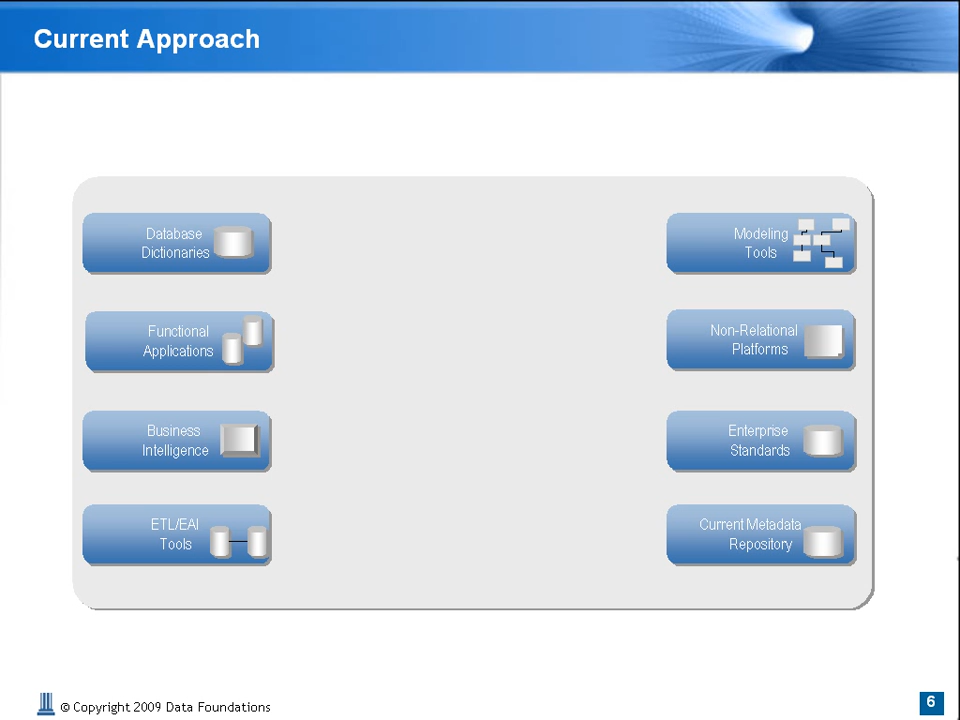 Current Approach
Database
Dictionaries
Modeling
Tools
Functional
Applications
Non-Relational
Platforms
Business
Intelligence
Enterprise
Standards
ETL/EAI
Tools
Current Metadata
Repository
© Copyright 2009 Data Foundations
6